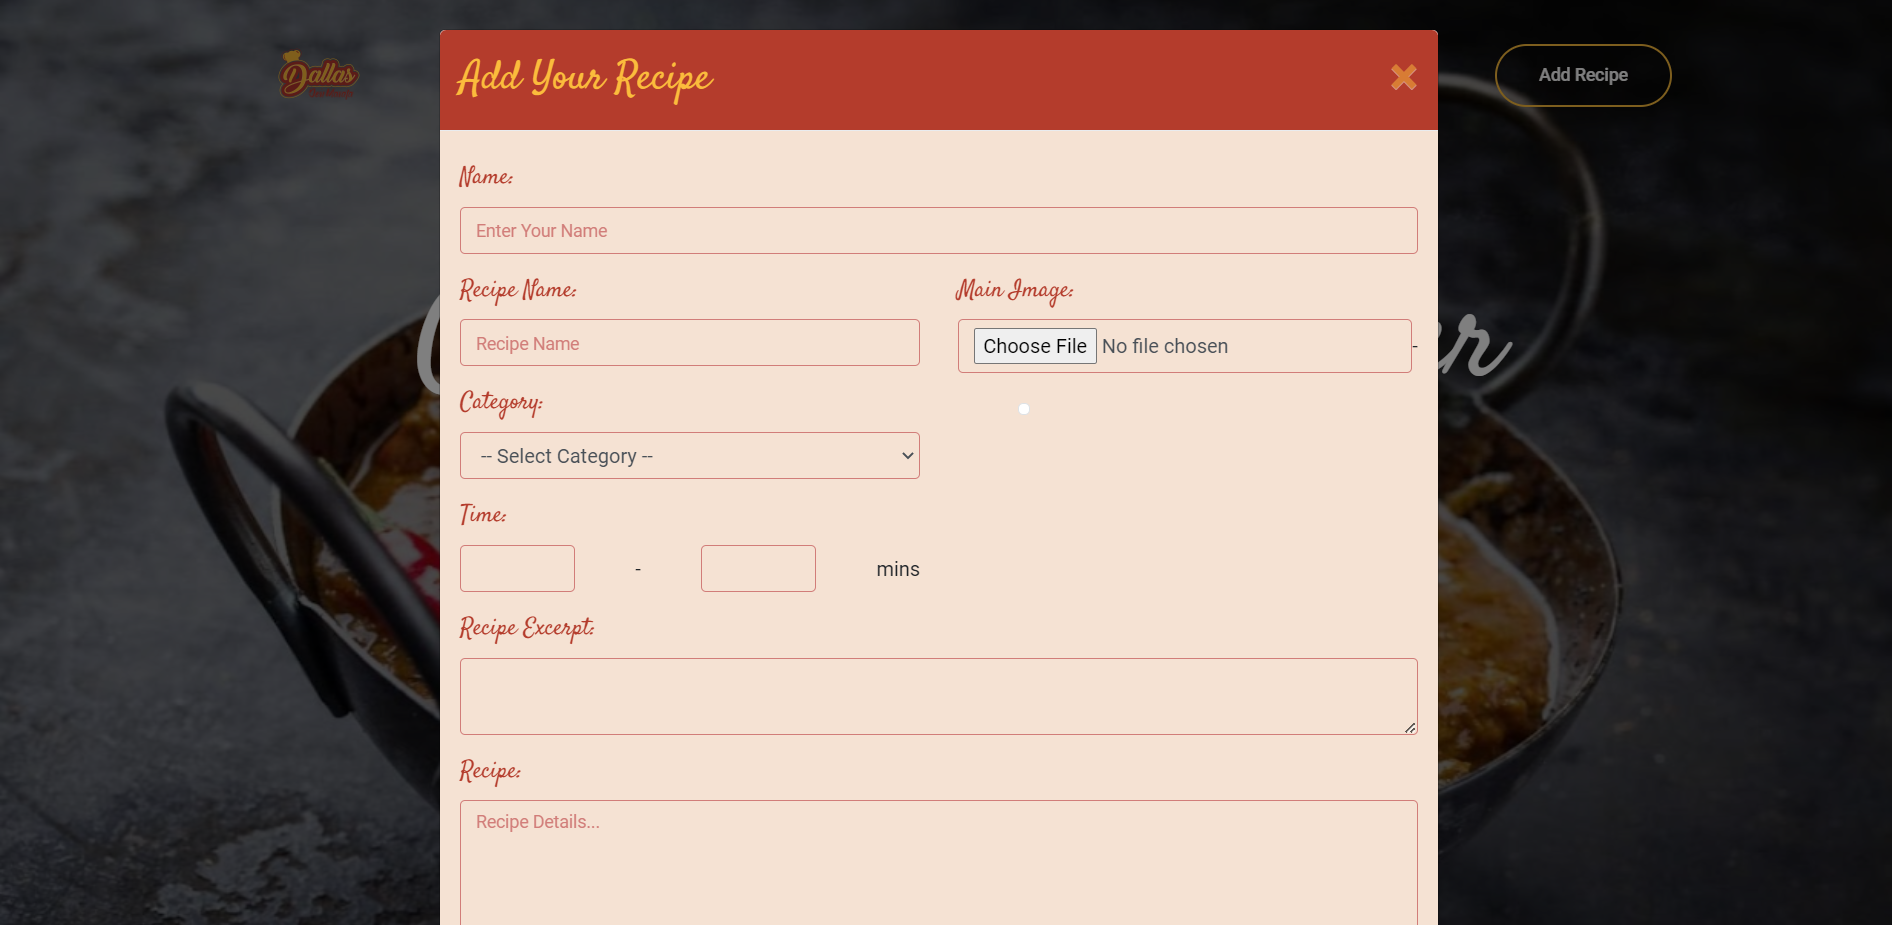 Dallas
Add Your Recipe
Add Recipe
Name:
Enter Your Name
Recipe Name:
Main Image:
Recipe Name
Choose File No file chosen
-
Category:
-- Select Category --
Time:
- mins
Recipe Excerpt:
Recipe:
Recipe Details...